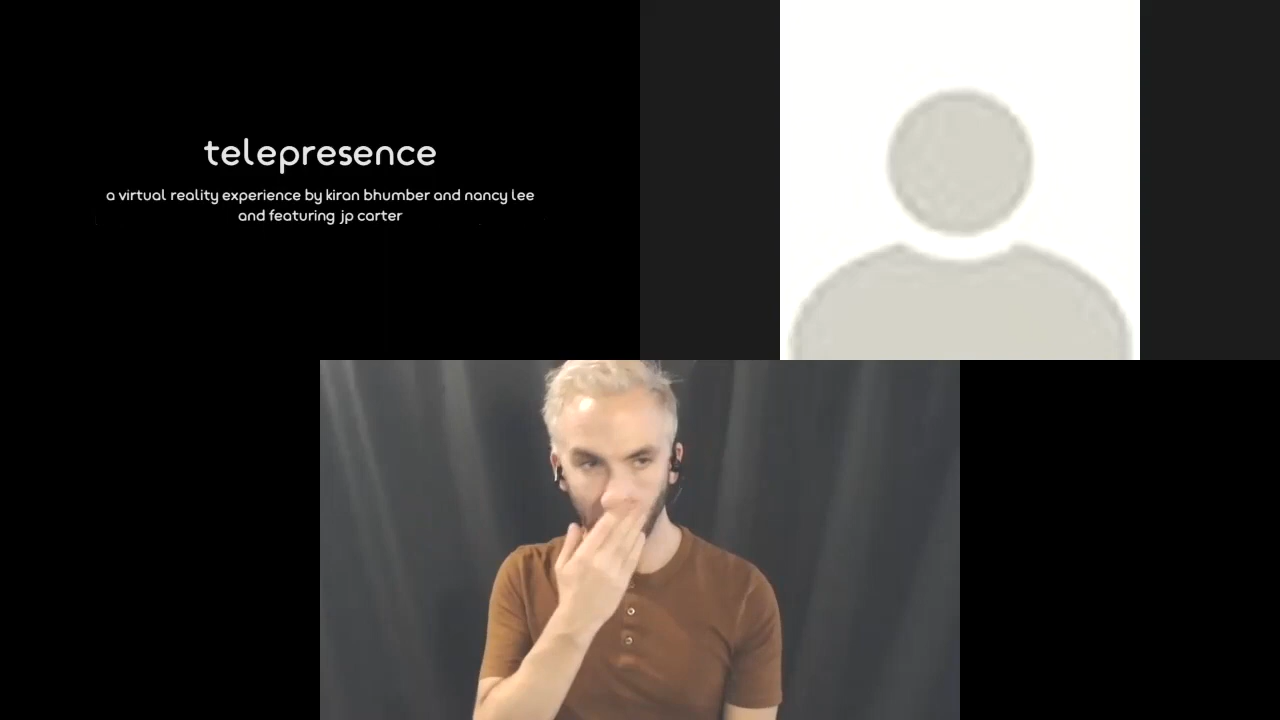 telepresence
a virtual reality experience by kiran bhumber and nancy lee
and featuring jp carter